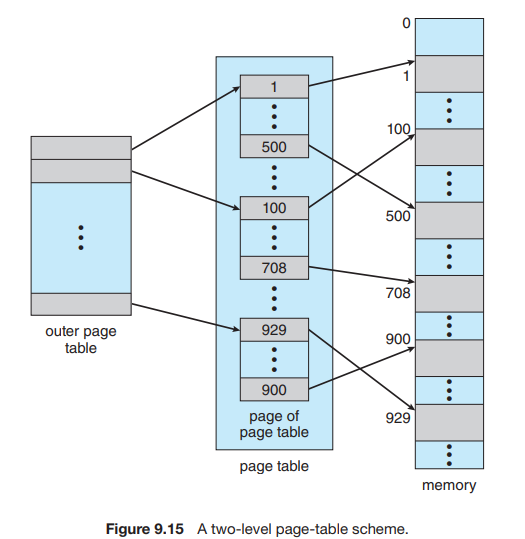 outer page
table
1
500
100
708
929
900
page of
page table
page table
0
1
100
500
708
900
929
memory
Figure 9.15 A two-level page-table scheme.